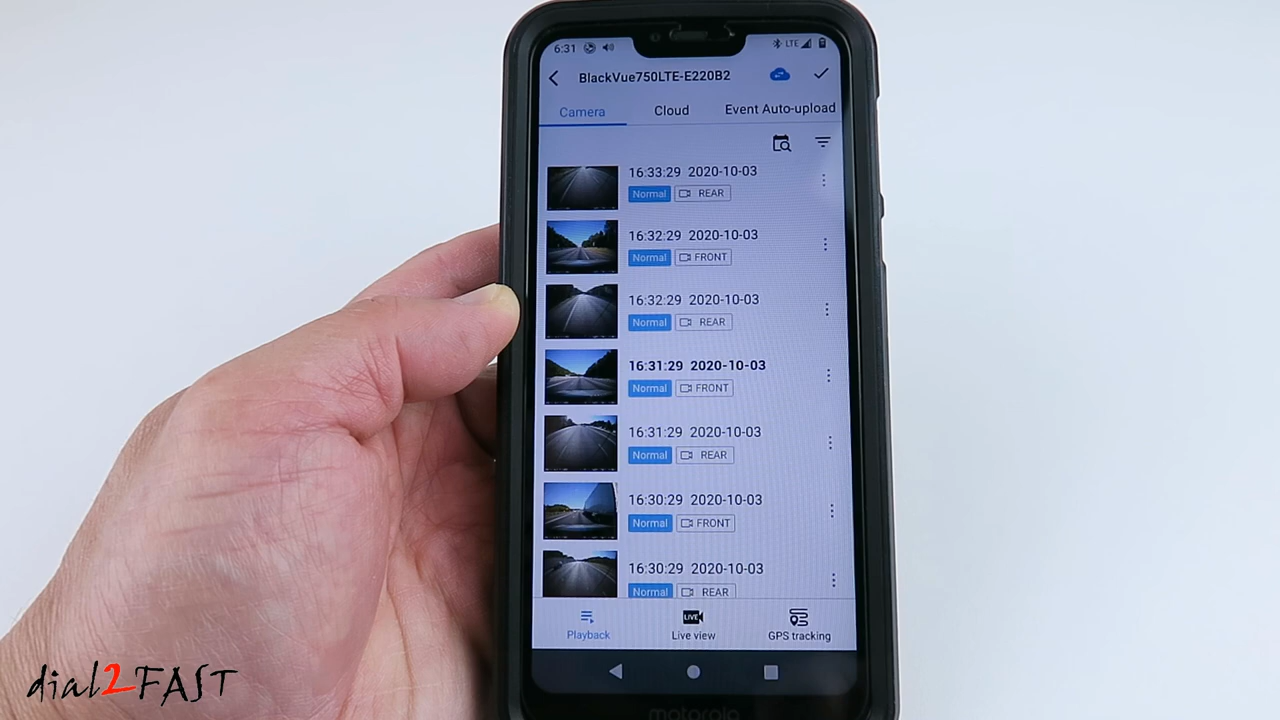 6:31 LTE
BlackVue750LTE-E220B2
Camera Cloud Event Auto-upload
16:33:29 2020-10-03
Normal REAR
16:32:29 2020-10-03
Normal FRONT
16:32:29 2020-10-03
Normal REAR
16:31:29 2020-10-03
Normal FRONT
16:31:29 2020-10-03
Normal REAR
16:30:29 2020-10-03
Normal FRONT
16:30:29 2020-10-03
Normal REAR
LIVE
Playback Live view GPS tracking
motorola
dial2FAST